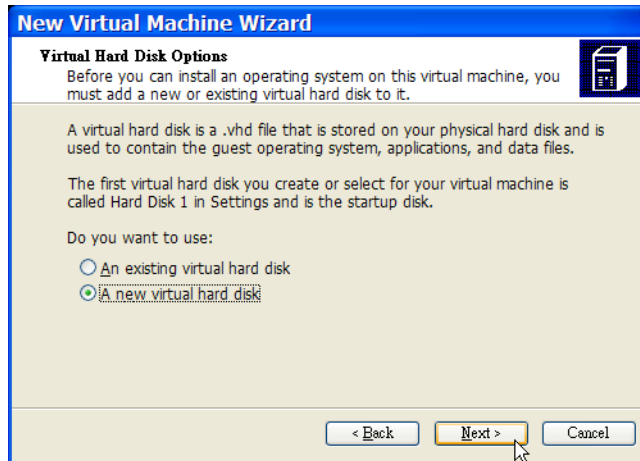 New Virtual Machine Wizard
Virtual Hard Disk Options
Before you can install an operating system on this virtual machine, you
must add a new or existing virtual hard disk to it.
A virtual hard disk is a .vhd file that is stored on your physical hard disk and is
used to contain the guest operating system, applications, and data files.
The first virtual hard disk you create or select for your virtual machine is
called Hard Disk 1 in Settings and is the startup disk.
Do you want to use:
An existing virtual hard disk
A new virtual hard disk
< Back Next > Cancel